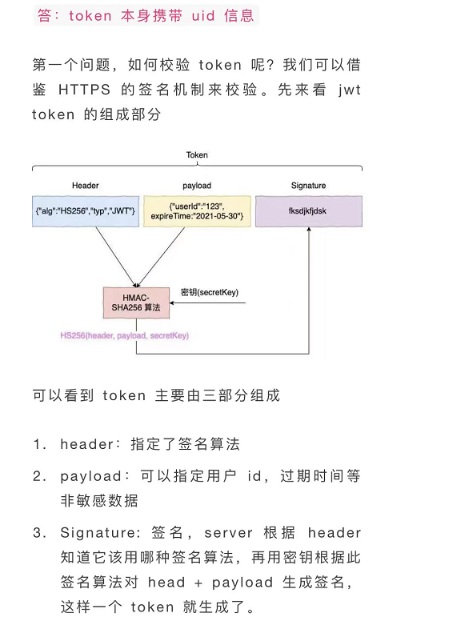 答：token 本身携带 uid 信息
第一个问题，如何校验 token 呢？我们可以借
鉴 HTTPS 的签名机制来校验。先来看 jwt
token 的组成部分
Token
Header
payload
Signature
{"alg":"HS256","typ","JWT"}
{"userId":"123",
expireTime:"2021-05-30"}
fksdjkfjdsk
HMAC-
SHA256 算法
密钥(secretKey)
HS256(header, payload, secretKey)
可以看到 token 主要由三部分组成
1. header：指定了签名算法
2. payload：可以指定用户 id，过期时间等
非敏感数据
3. Signature: 签名，server 根据 header
知道它该用哪种签名算法，再用密钥根据此
签名算法对 head + payload 生成签名，
这样一个 token 就生成了。